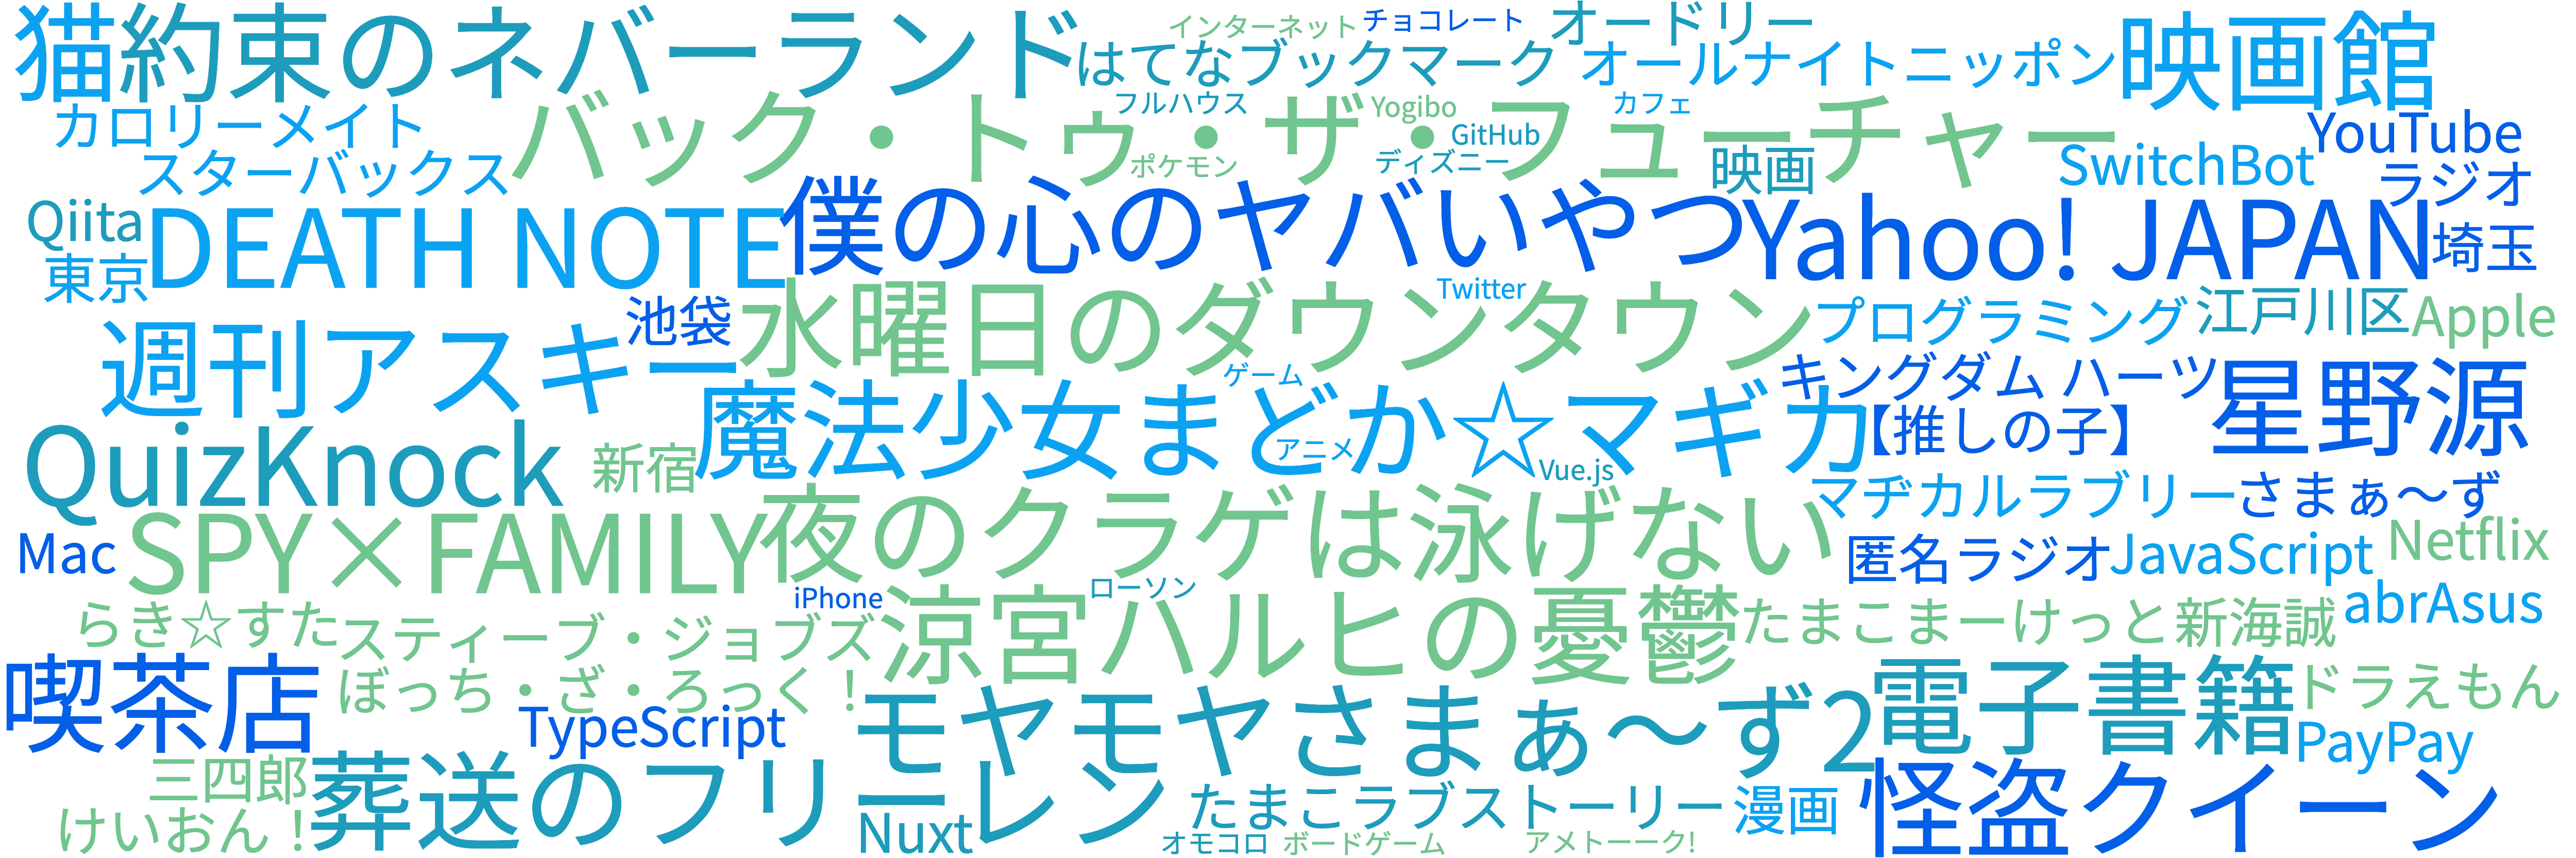 猫
約束のネバーランド
インターネット
チョコレート
オードリー
はてなブックマーク
オールナイトニッポン
映画館
カロリーメイト
バック・トゥ・ザ・フューチャー
フルハウス
Yogibo
カフェ
GitHub
YouTube
スターバックス
ポケモン
ディズニー
映画
SwitchBot
ラジオ
Qiita
DEATH NOTE
僕の心のヤバいやつ
Yahoo! JAPAN
埼玉
東京
池袋
水曜日のダウンタウン
Twitter
プログラミング
江戸川区
Apple
週刊アスキー
魔法少女まどか☆マギカ
ゲーム
キングダム ハーツ
星野源
【推しの子】
QuizKnock
新宿
アニメ
Vue.js
マヂカルラブリー
さまぁ〜ず
Mac
SPY×FAMILY
夜のクラゲは泳げない
匿名ラジオ
JavaScript
Netflix
iPhone
ローソン
らき☆すた
スティーブ・ジョブズ
涼宮ハルヒの憂鬱
たまこまーけっと
新海誠
abrAsus
喫茶店
ぼっち・ざ・ろっく！
TypeScript
モヤモヤさまぁ〜ず2
電子書籍
ドラえもん
PayPay
三四郎
葬送のフリーレン
たまこラブストーリー
漫画
怪盗クイーン
けいおん！
Nuxt
オモコロ
ボードゲーム
アメトーーク!